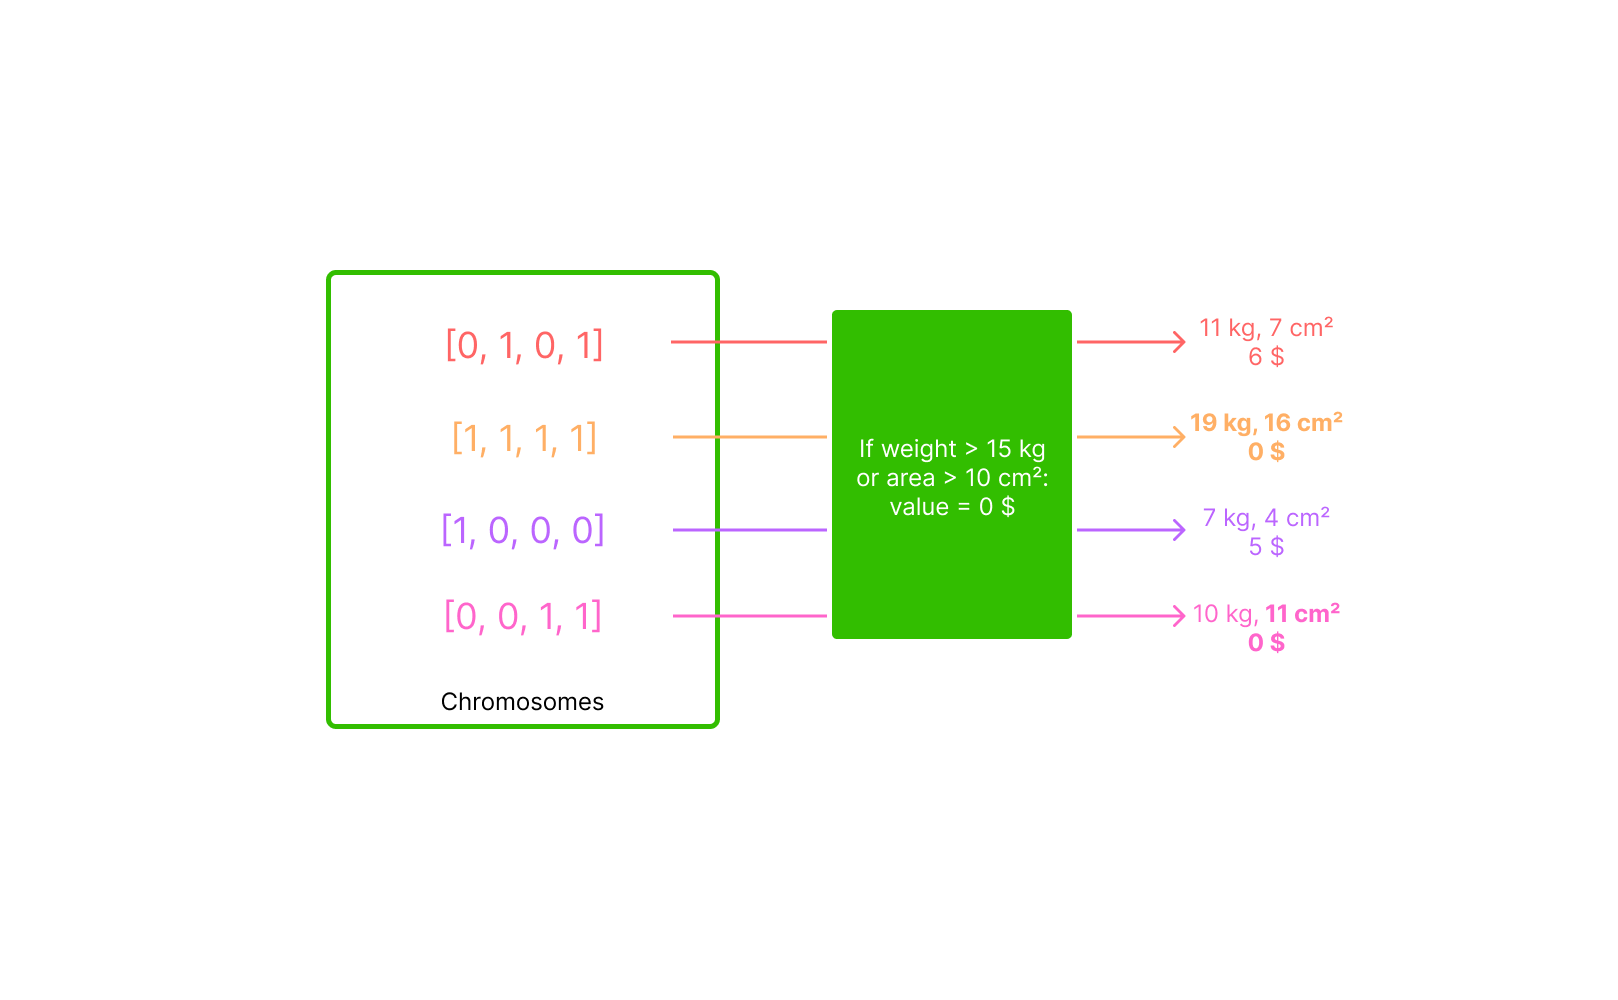 [0, 1, 0, 1]
[1, 1, 1, 1]
[1, 0, 0, 0]
[0, 0, 1, 1]
Chromosomes
If weight > 15 kg
or area > 10 cm²:
value = 0 $
11 kg, 7 cm²
6 $
19 kg, 16 cm²
0 $
7 kg, 4 cm²
5 $
10 kg, 11 cm²
0 $